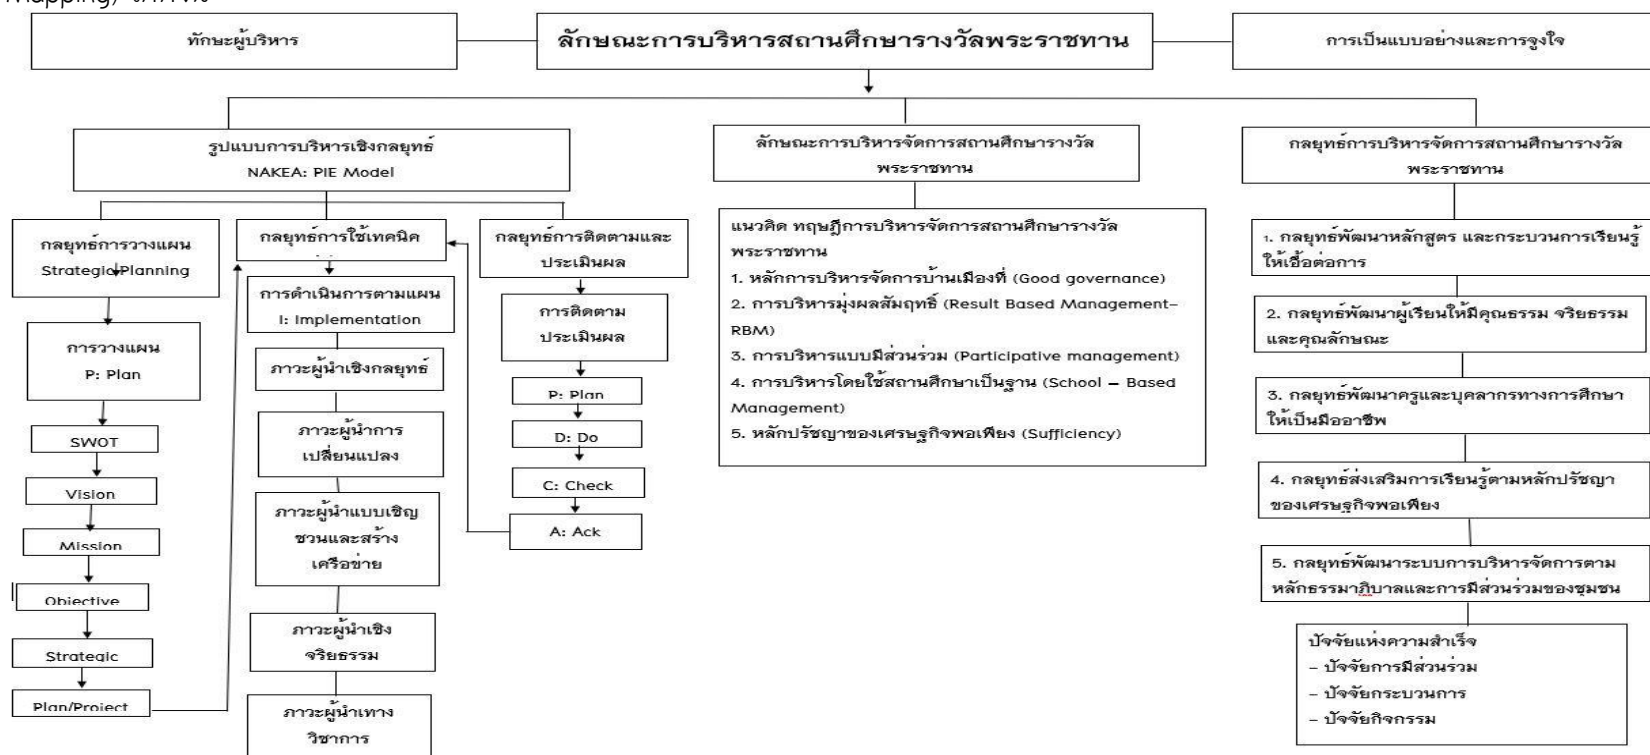 Mapping)
ทักษะผู้บริหาร
ลักษณะการบริหารสถานศึกษารางวัลพระราชทาน
การเป็นแบบอย่างและการจูงใจ
รูปแบบการบริหารเชิงกลยุทธ์
NAKEA: PIE Model
กลยุทธ์การวางแผน
Strategic Planning
การวางแผน
P: Plan
SWOT
Vision
Mission
Objective
Strategic
Plan/Project
กลยุทธ์การใช้เทคนิค
การดำเนินการตามแผน
I: Implementation
ภาวะผู้นำเชิงกลยุทธ์
ภาวะผู้นำการ
เปลี่ยนแปลง
ภาวะผู้นำแบบเชิญ
ชวนและสร้าง
เครือข่าย
ภาวะผู้นำเชิง
จริยธรรม
ภาวะผู้นำทาง
วิชาการ
กลยุทธ์การติดตามและ
ประเมินผล
การติดตาม
ประเมินผล
P: Plan
D: Do
C: Check
A: Ack
ลักษณะการบริหารจัดการสถานศึกษารางวัล
พระราชทาน
แนวคิด ทฤษฎีการบริหารจัดการสถานศึกษารางวัล
พระราชทาน
1. หลักการบริหารจัดการบ้านเมืองที่ (Good governance)
2. การบริหารมุ่งผลสัมฤทธิ์ (Result Based Management-
RBM)
3. การบริหารแบบมีส่วนร่วม (Participative management)
4. การบริหารโดยใช้สถานศึกษาเป็นฐาน (School – Based
Management)
5. หลักปรัชญาของเศรษฐกิจพอเพียง (Sufficiency)
กลยุทธ์การบริหารจัดการสถานศึกษารางวัล
พระราชทาน
1. กลยุทธ์พัฒนาหลักสูตร และกระบวนการเรียนรู้
ให้เอื้อต่อการ
2. กลยุทธ์พัฒนาผู้เรียนให้มีคุณธรรม จริยธรรม
และคุณลักษณะ
3. กลยุทธ์พัฒนาครูและบุคลากรทางการศึกษา
ให้เป็นมืออาชีพ
4. กลยุทธ์ส่งเสริมการเรียนรู้ตามหลักปรัชญา
ของเศรษฐกิจพอเพียง
5. กลยุทธ์พัฒนาระบบการบริหารจัดการตาม
หลักธรรมาภิบาลและการมีส่วนร่วมของชุมชน
ปัจจัยแห่งความสำเร็จ
– ปัจจัยการมีส่วนร่วม
– ปัจจัยกระบวนการ
– ปัจจัยกิจกรรม